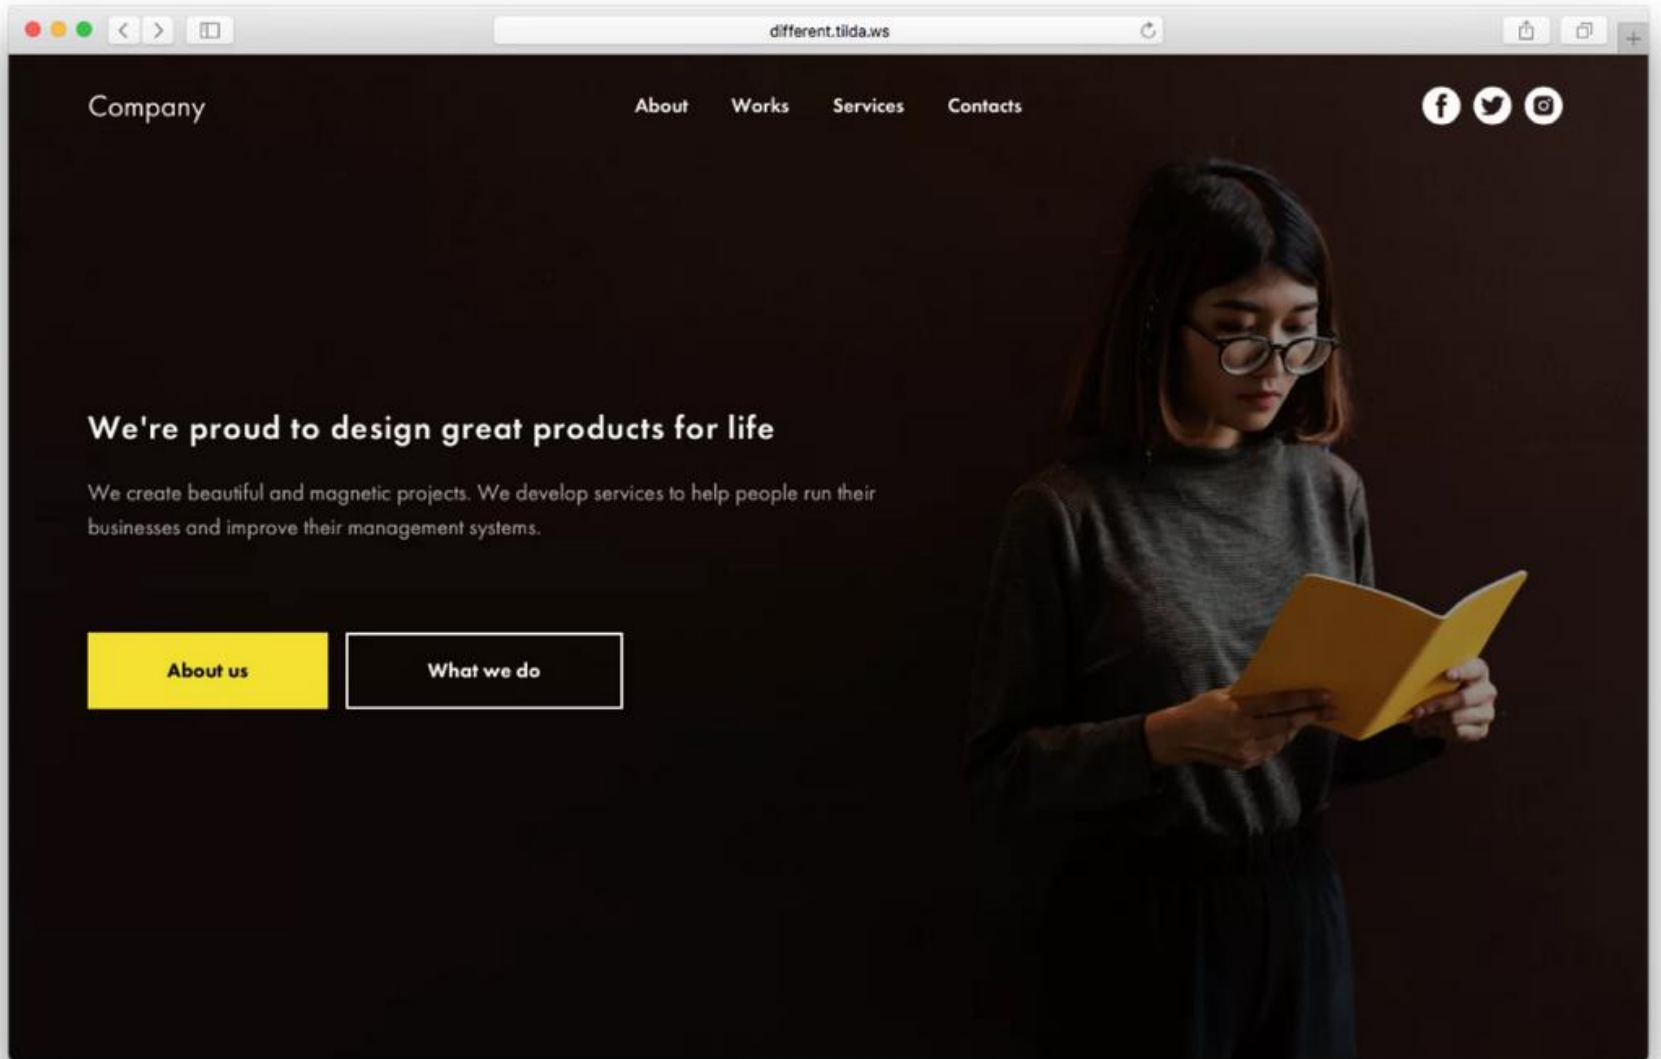 different.tilda.ws
Company
About Works Services Contacts
We're proud to design great products for life
We create beautiful and magnetic projects. We develop services to help people run their
businesses and improve their management systems.
About us What we do